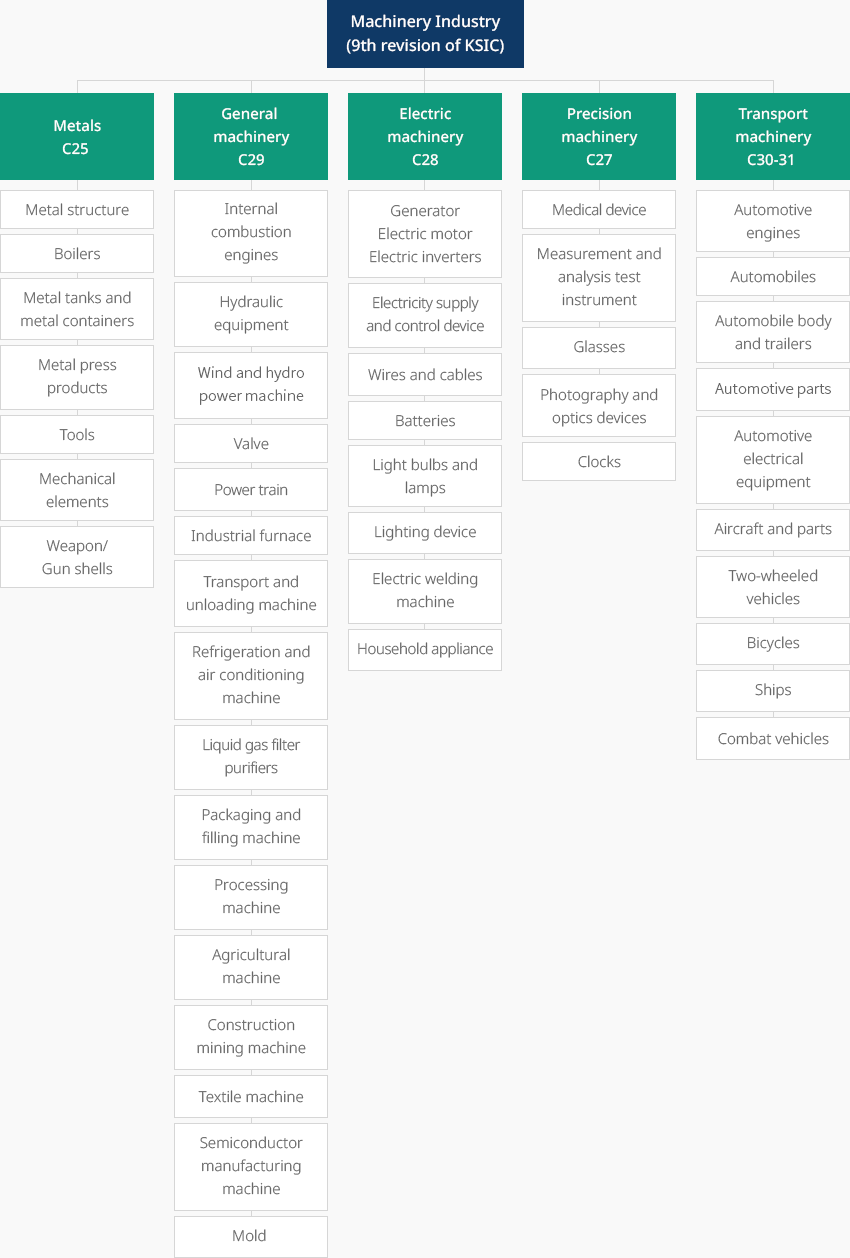 Machinery Industry
(9th revision of KSIC)
Metals
C25
Metal structure
Boilers
Metal tanks and
metal containers
Metal press
products
Tools
Mechanical
elements
Weapon/
Gun shells
General
machinery
C29
Internal
combustion
engines
Hydraulic
equipment
Wind and hydro
power machine
Valve
Power train
Industrial furnace
Transport and
unloading machine
Refrigeration and
air conditioning
machine
Liquid gas filter
purifiers
Packaging and
filling machine
Processing
machine
Agricultural
machine
Construction
mining machine
Textile machine
Semiconductor
manufacturing
machine
Mold
Electric
machinery
C28
Generator
Electric motor
Electric inverters
Electricity supply
and control device
Wires and cables
Batteries
Light bulbs and
lamps
Lighting device
Electric welding
machine
Household appliance
Precision
machinery
C27
Medical device
Measurement and
analysis test
instrument
Glasses
Photography and
optics devices
Clocks
Transport
machinery
C30-31
Automotive
engines
Automobiles
Automobile body
and trailers
Automotive parts
Automotive
electrical
equipment
Aircraft and parts
Two-wheeled
vehicles
Bicycles
Ships
Combat vehicles